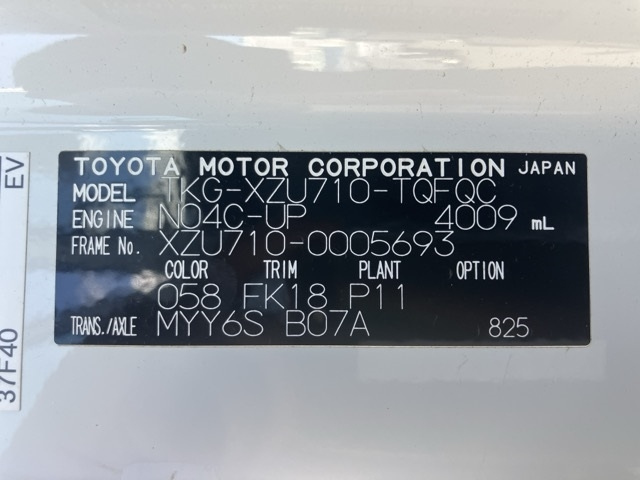 TOYOTA MOTOR CORPORATION JAPAN
MODEL TKG-XZU710-TQFQC
ENGINE N04C-UP 4009 mL
FRAME No. XZU710-0005693
COLOR TRIM PLANT OPTION
058 FK18 P11
TRANS./AXLE MYY6S B07A 825
EV
37F40